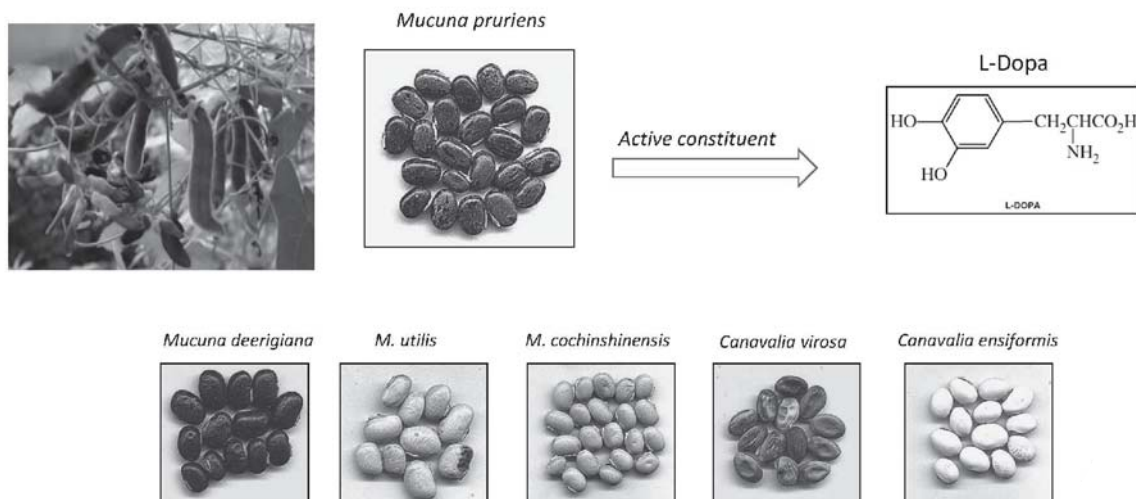 Mucuna pruriens
L-Dopa
Active constituent
HO
CH₂CHCO₂H
NH₂
HO
L-DOPA
Mucuna deerigiana
M. utilis
M. cochinshinensis
Canavalia virosa
Canavalia ensiformis